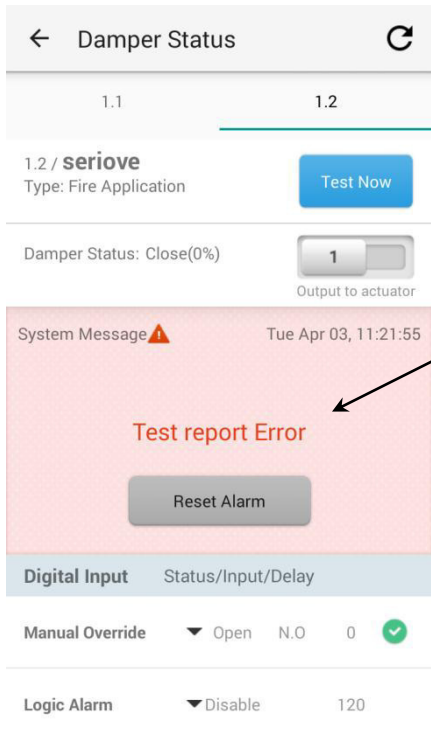 Damper Status
1.1 1.2
1.2 / seriove
Type: Fire Application
Test Now
Damper Status: Close(0%)
1
Output to actuator
System Message Tue Apr 03, 11:21:55
Test report Error
Reset Alarm
Digital Input Status/Input/Delay
Manual Override Open N.O 0
Logic Alarm Disable 120